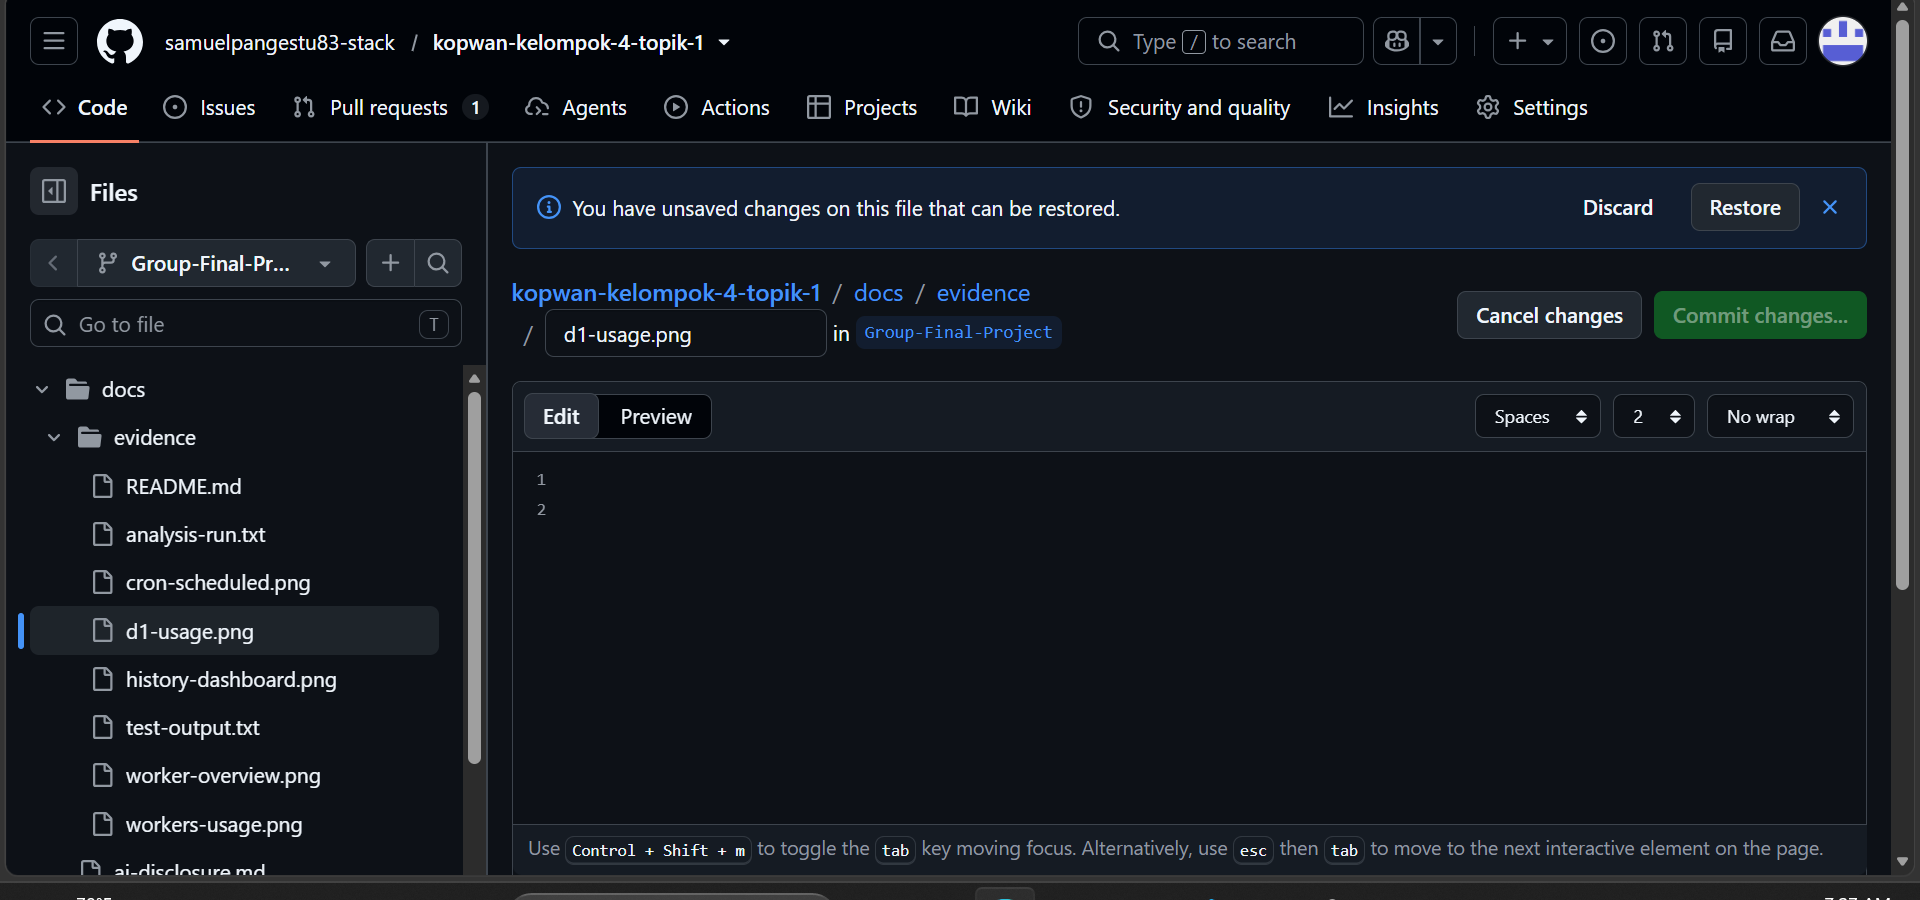 samuelpangestu83-stack / kopwan-kelompok-4-topik-1
Type / to search
Code
Issues
Pull requests 1
Agents
Actions
Projects
Wiki
Security and quality
Insights
Settings
Files
Group-Final-Pr...
Go to file
T
docs
evidence
README.md
analysis-run.txt
cron-scheduled.png
d1-usage.png
history-dashboard.png
test-output.txt
worker-overview.png
workers-usage.png
ai-disclosure.md
You have unsaved changes on this file that can be restored.
Discard
Restore
kopwan-kelompok-4-topik-1 / docs / evidence
/ d1-usage.png in Group-Final-Project
Cancel changes
Commit changes...
Edit
Preview
Spaces
2
No wrap
1
2
Use Control + Shift + m to toggle the tab key moving focus. Alternatively, use esc then tab to move to the next interactive element on the page.